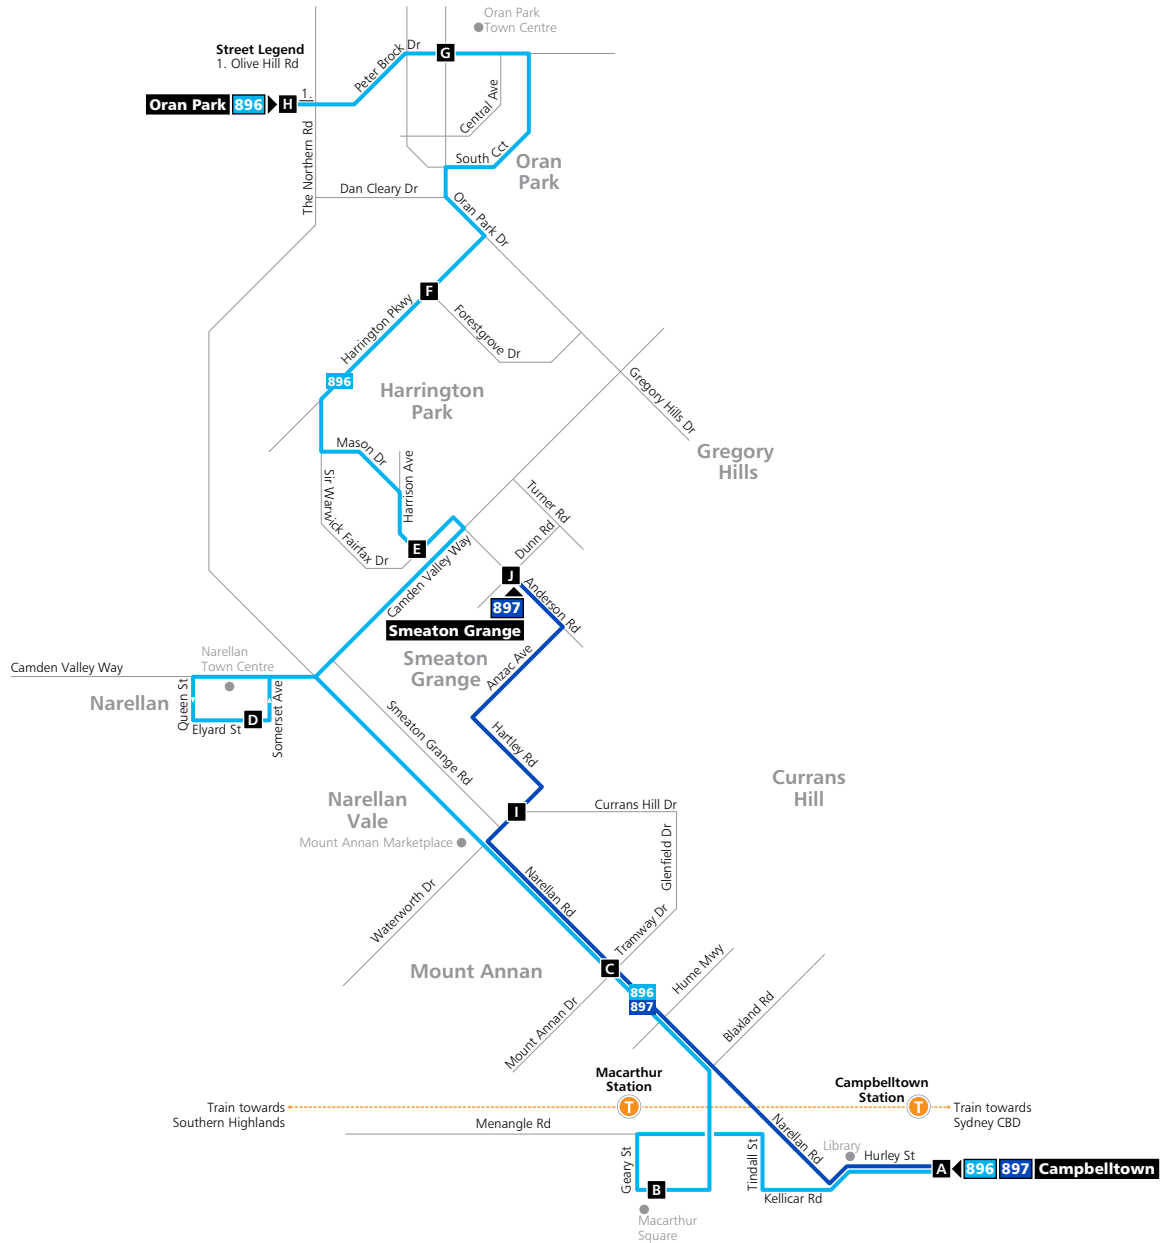 Oran Park
Town Centre
Street Legend
1. Olive Hill Rd
Peter Brock Dr
G
Oran Park 896
H
1.
Central Ave
The Northern Rd
South Cct
Oran
Park
Dan Cleary Dr
Oran Park Dr
F
Harrington Pkwy
Forestgrove Dr
896
Harrington
Park
Gregory Hills Dr
Gregory
Hills
Mason Dr
Harrison Ave
Sir Warwick Fairfax Dr
Turner Rd
Dunn Rd
E
Camden Valley Way
J
Anderson Rd
897
Smeaton Grange
Smeaton
Grange
Anzac Ave
Narellan
Town Centre
Camden Valley Way
Narellan
Queen St
Somerset Ave
D
Elyard St
Smeaton Grange Rd
Hartley Rd
Currans
Hill
Narellan
Vale
I
Currans Hill Dr
Mount Annan Marketplace
Glenfield Dr
Narellan Rd
Waterworth Dr
Tramway Dr
Mount Annan
C
Hume Mwy
896
897
Blaxland Rd
Mount Annan Dr
Macarthur
Station
T
Campbelltown
Station
T
Train towards
Southern Highlands
Train towards
Sydney CBD
Menangle Rd
Narellan Rd
Geary St
Tindall St
Library
Hurley St
A
896 897 Campbelltown
B
Kellicar Rd
Macarthur
Square